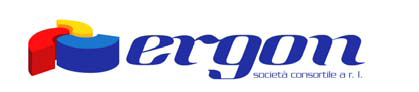 ergon
società consortile a r. l.